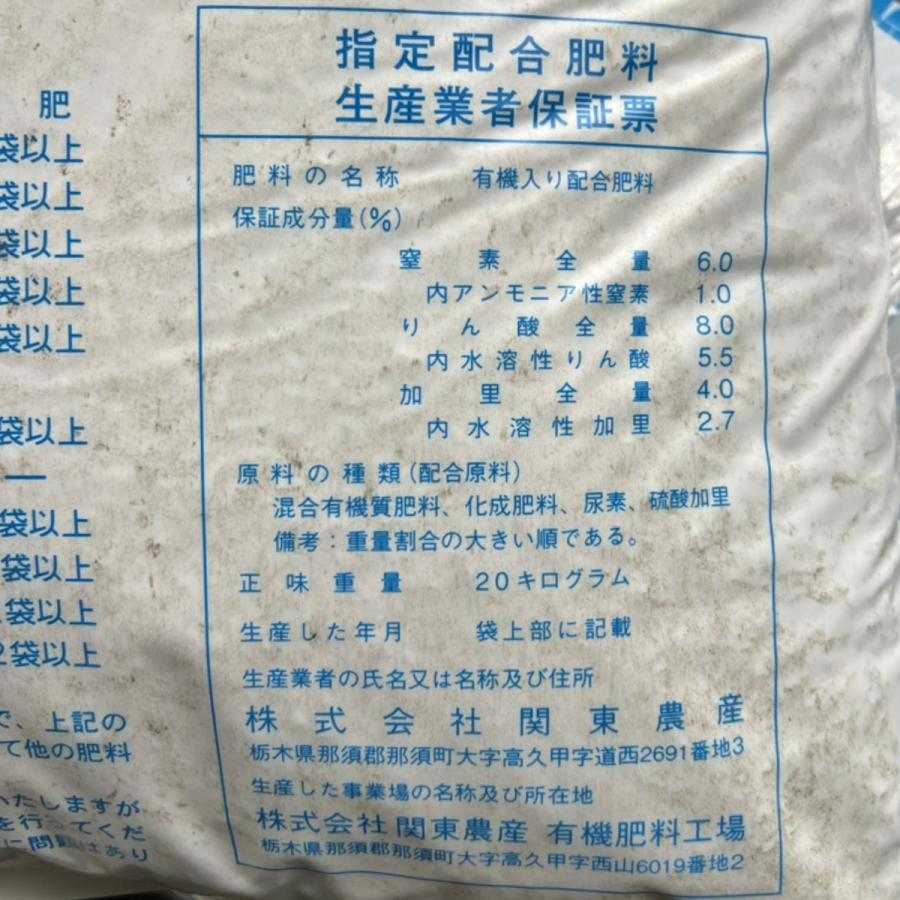 肥
袋以上
袋以上
袋以上
袋以上
袋以上
袋以上
ー
袋以上
袋以上
袋以上
2袋以上
で、上記の
て他の肥料
いたしますが
を行ってくだ
に問題はあり
指定配合肥料
生産業者保証票
肥料の名称 有機入り配合肥料
保証成分量(%)
窒素全量 6.0
内アンモニア性窒素 1.0
りん酸全量 8.0
内水溶性りん酸 5.5
加里全量 4.0
内水溶性加里 2.7
原料の種類(配合原料)
混合有機質肥料、化成肥料、尿素、硫酸加里
備考:重量割合の大きい順である。
正味重量 20キログラム
生産した年月 袋上部に記載
生産業者の氏名又は名称及び住所
株式会社関東農産
栃木県那須郡那須町大字高久甲字道西2691番地3
生産した事業場の名称及び所在地
株式会社関東農産 有機肥料工場
栃木県那須郡那須町大字高久甲字西山6019番地2